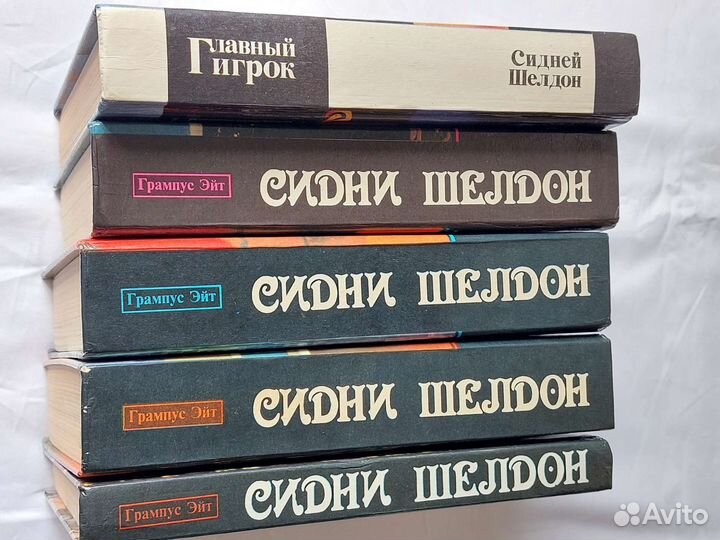 Главный
игрок
Сидней
Шелдон
Грампус Эйт СИДНИ ШЕЛДОН
Грампус Эйт СИДНИ ШЕЛДОН
Грампус Эйт СИДНИ ШЕЛДОН
Грампус Эйт СИДНИ ШЕЛДОН
Avito